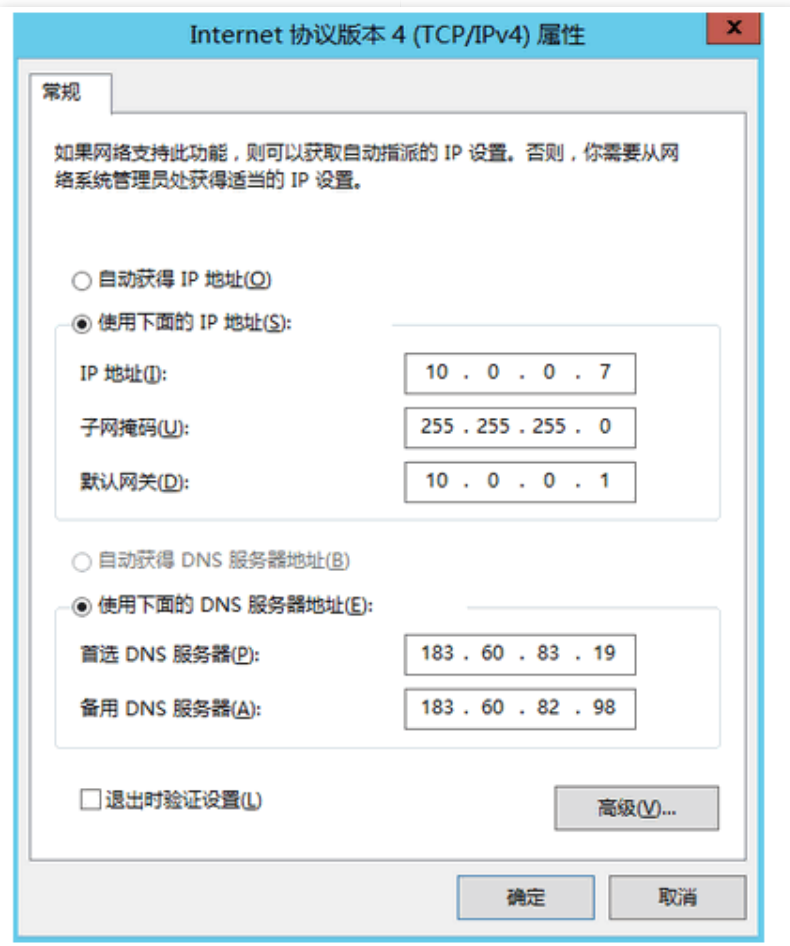 Internet 协议版本 4 (TCP/IPv4) 属性
x
常规
如果网络支持此功能，则可以获取自动指派的 IP 设置。否则，你需要从网
络系统管理员处获得适当的 IP 设置。
自动获得 IP 地址(O)
使用下面的 IP 地址(S):
IP 地址(I): 10 . 0 . 0 . 7
子网掩码(U): 255 . 255 . 255 . 0
默认网关(D): 10 . 0 . 0 . 1
自动获得 DNS 服务器地址(B)
使用下面的 DNS 服务器地址(E):
首选 DNS 服务器(P): 183 . 60 . 83 . 19
备用 DNS 服务器(A): 183 . 60 . 82 . 98
退出时验证设置(L)
高级(V)...
确定 取消